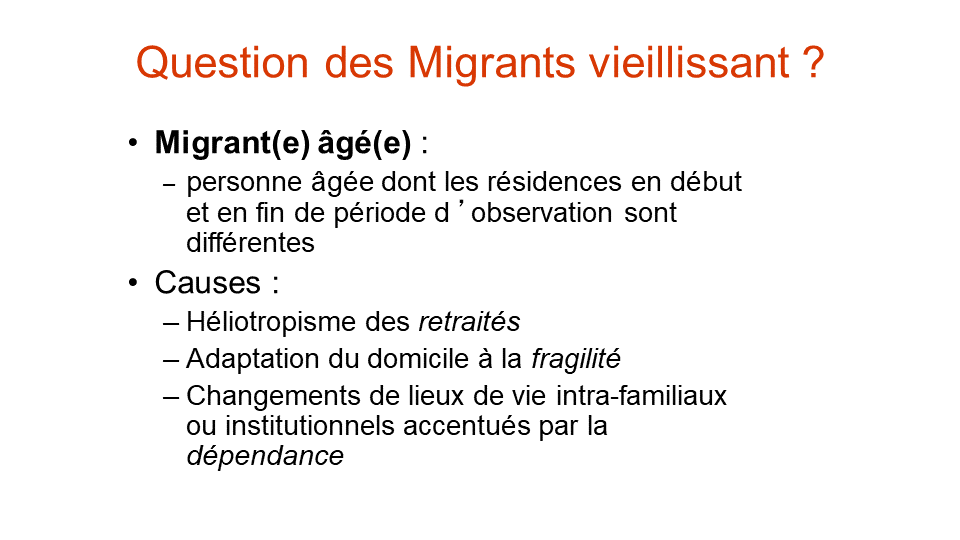 Question des Migrants vieillissant ?
• Migrant(e) âgé(e) :
– personne âgée dont les résidences en début
et en fin de période d ’observation sont
différentes
• Causes :
– Héliotropisme des retraités
– Adaptation du domicile à la fragilité
– Changements de lieux de vie intra-familiaux
ou institutionnels accentués par la
dépendance